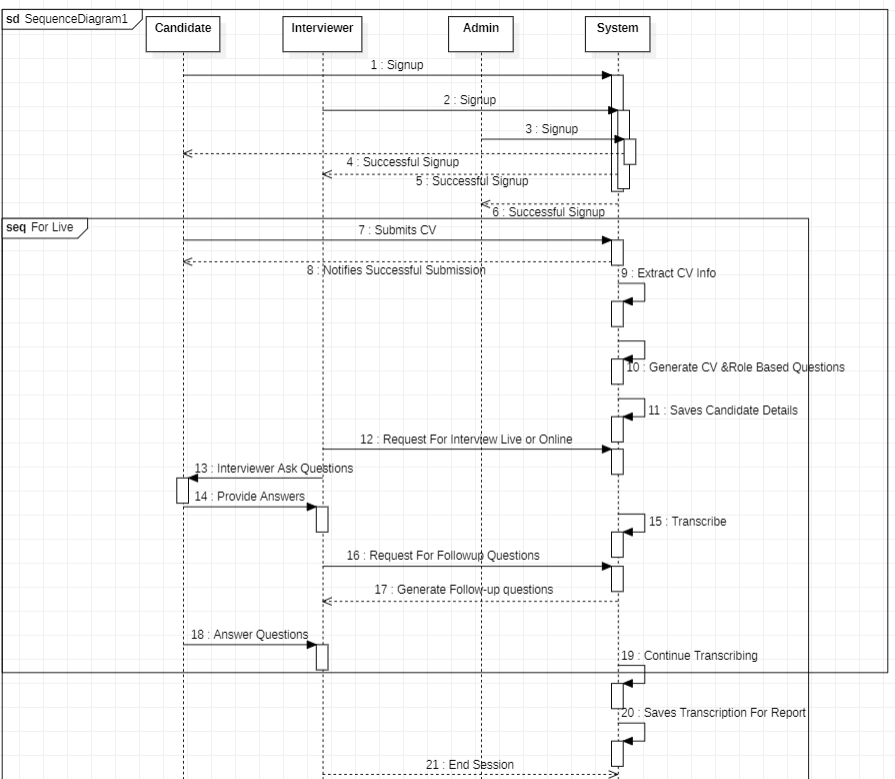 sd SequenceDiagram1
Candidate
Interviewer
Admin
System
1 : Signup
2 : Signup
3 : Signup
4 : Successful Signup
5 : Successful Signup
6 : Successful Signup
seq For Live
7 : Submits CV
8 : Notifies Successful Submission
9 : Extract CV Info
10 : Generate CV &Role Based Questions
11 : Saves Candidate Details
12 : Request For Interview Live or Online
13 : Interviewer Ask Questions
14 : Provide Answers
15 : Transcribe
16 : Request For Followup Questions
17 : Generate Follow-up questions
18 : Answer Questions
19 : Continue Transcribing
20 : Saves Transcription For Report
21 : End Session